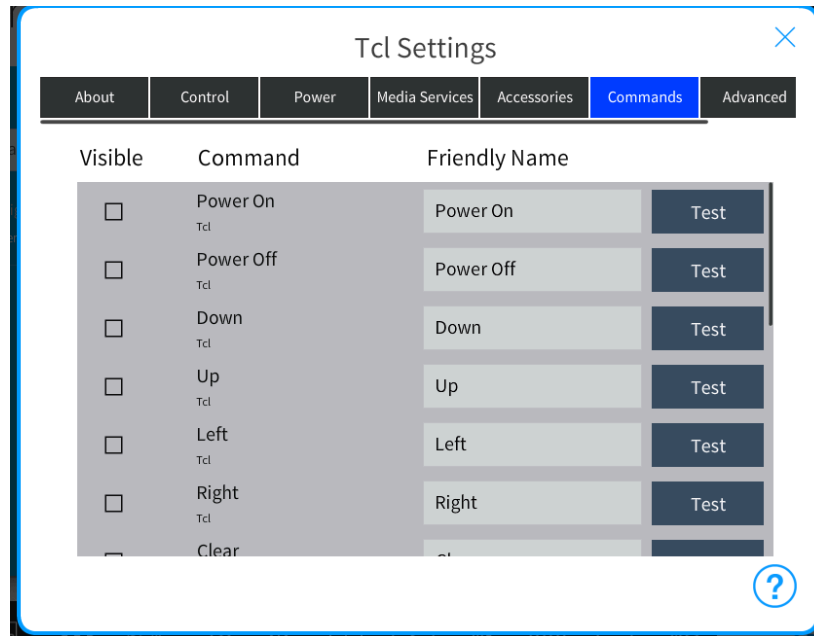 Tcl Settings
About Control Power Media Services Accessories Commands Advanced
Visible Command Friendly Name
Power On Power On Test
Tcl
Power Off Power Off Test
Tcl
Down Down Test
Tcl
Up Up Test
Tcl
Left Left Test
Tcl
Right Right Test
Tcl
Clear
?